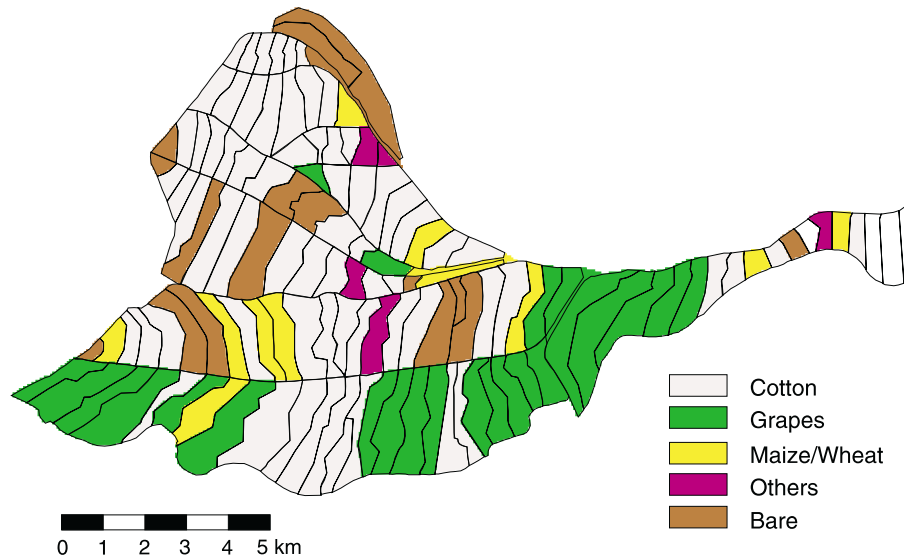 Cotton
Grapes
Maize/Wheat
Others
Bare
0 1 2 3 4 5 km